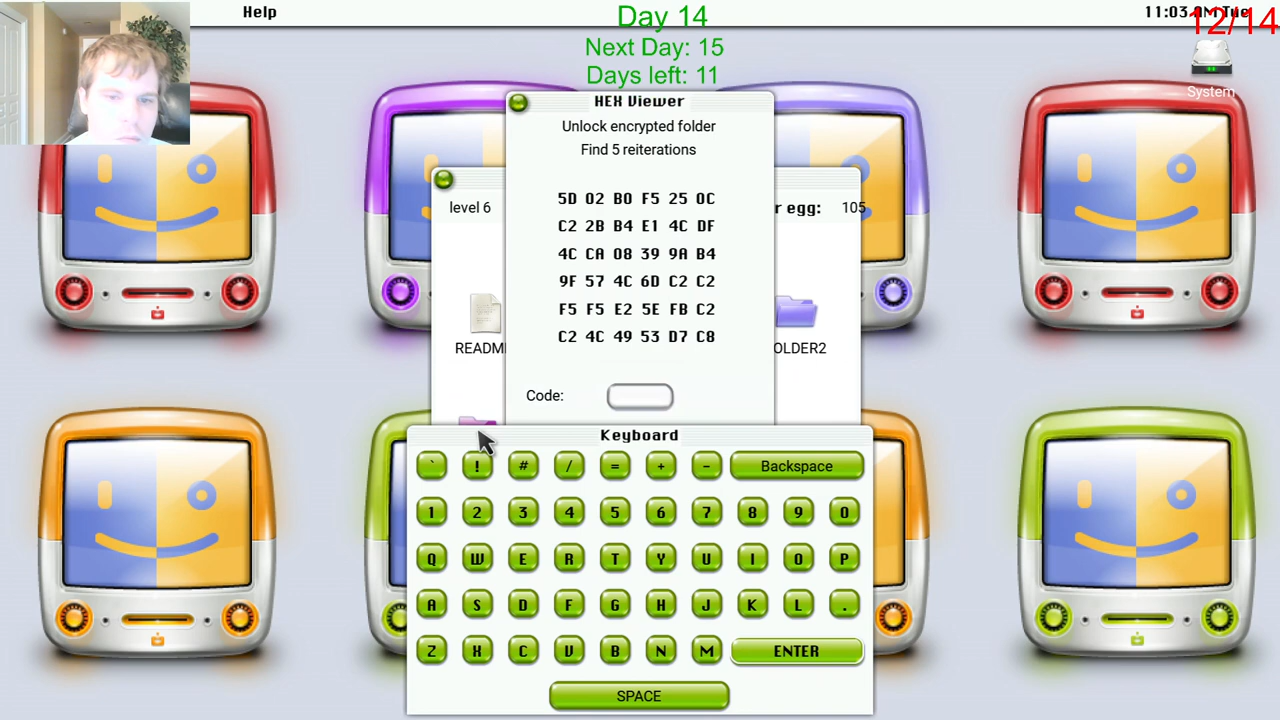 Help
Day 14
11:03 AM Tue
12/14
Next Day: 15
Days left: 11
System
HEX Viewer
Unlock encrypted folder
Find 5 reiterations
level 6
r egg: 105
5D 02 B0 F5 25 0C
C2 2B B4 E1 4C DF
4C CA 08 39 9A B4
9F 57 4C 6D C2 C2
F5 F5 E2 5E FB C2
C2 4C 49 53 D7 C8
READM
OLDER2
Code:
Keyboard
` ! # / = + - Backspace
1 2 3 4 5 6 7 8 9 0
Q W E R T Y U I O P
A S D F G H J K L .
Z X C V B N M ENTER
SPACE